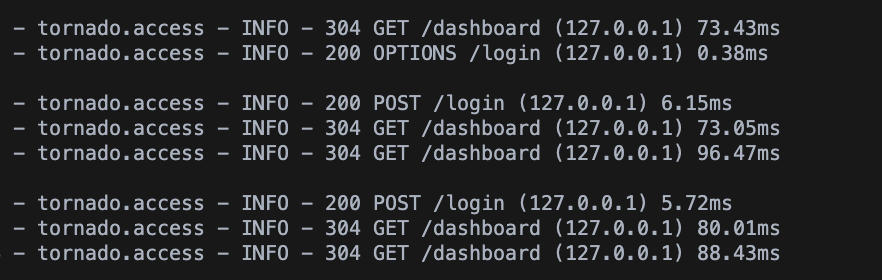 – tornado.access – INFO – 304 GET /dashboard (127.0.0.1) 73.43ms
– tornado.access – INFO – 200 OPTIONS /login (127.0.0.1) 0.38ms
– tornado.access – INFO – 200 POST /login (127.0.0.1) 6.15ms
– tornado.access – INFO – 304 GET /dashboard (127.0.0.1) 73.05ms
– tornado.access – INFO – 304 GET /dashboard (127.0.0.1) 96.47ms
– tornado.access – INFO – 200 POST /login (127.0.0.1) 5.72ms
– tornado.access – INFO – 304 GET /dashboard (127.0.0.1) 80.01ms
– tornado.access – INFO – 304 GET /dashboard (127.0.0.1) 88.43ms